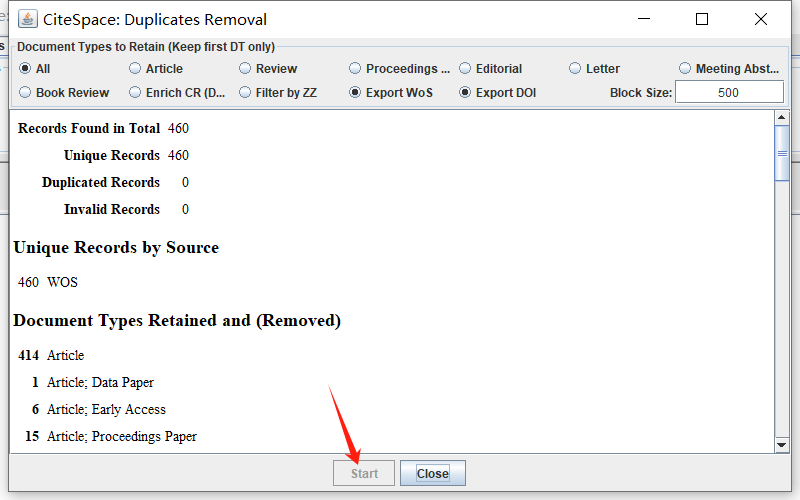 CiteSpace: Duplicates Removal
Document Types to Retain (Keep first DT only)
All Article Review Proceedings ... Editorial Letter Meeting Abst...
Book Review Enrich CR (D... Filter by ZZ Export WoS Export DOI Block Size: 500
Records Found in Total 460
Unique Records 460
Duplicated Records 0
Invalid Records 0
Unique Records by Source
460 WOS
Document Types Retained and (Removed)
414 Article
1 Article; Data Paper
6 Article; Early Access
15 Article; Proceedings Paper
Start Close